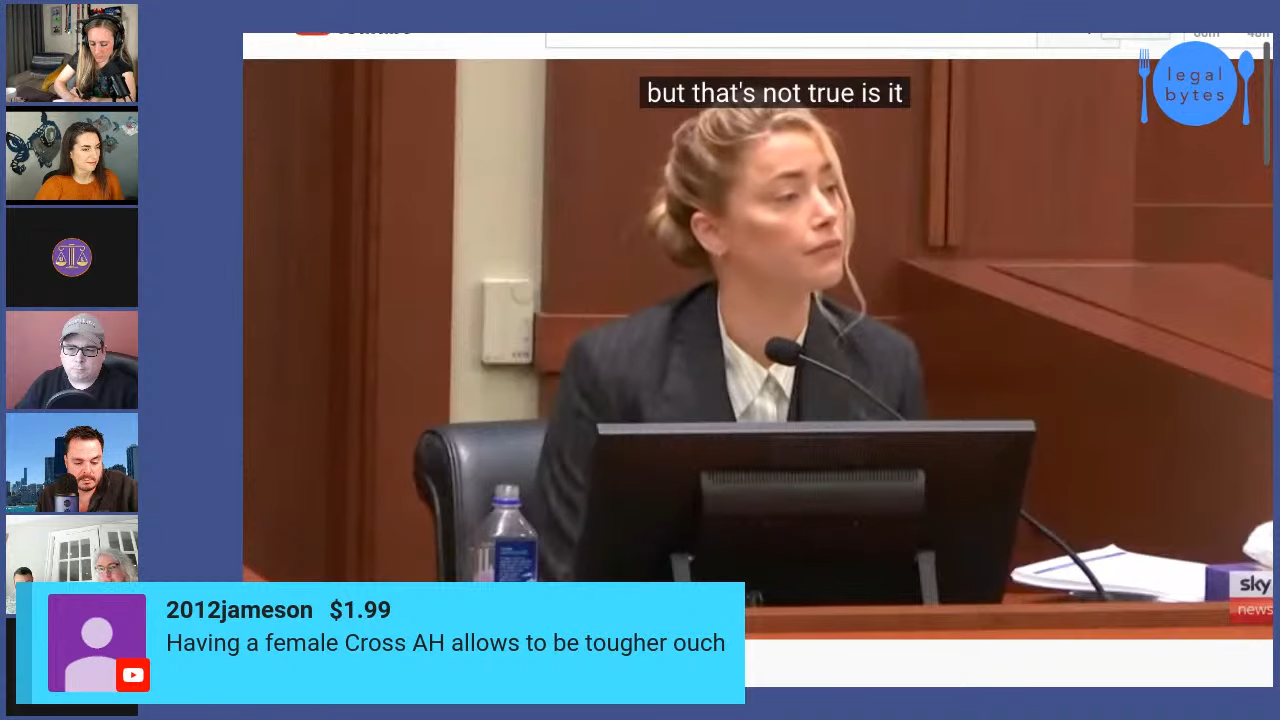 but that's not true is it
legal
bytes
sky
news
2012jameson $1.99
Having a female Cross AH allows to be tougher ouch